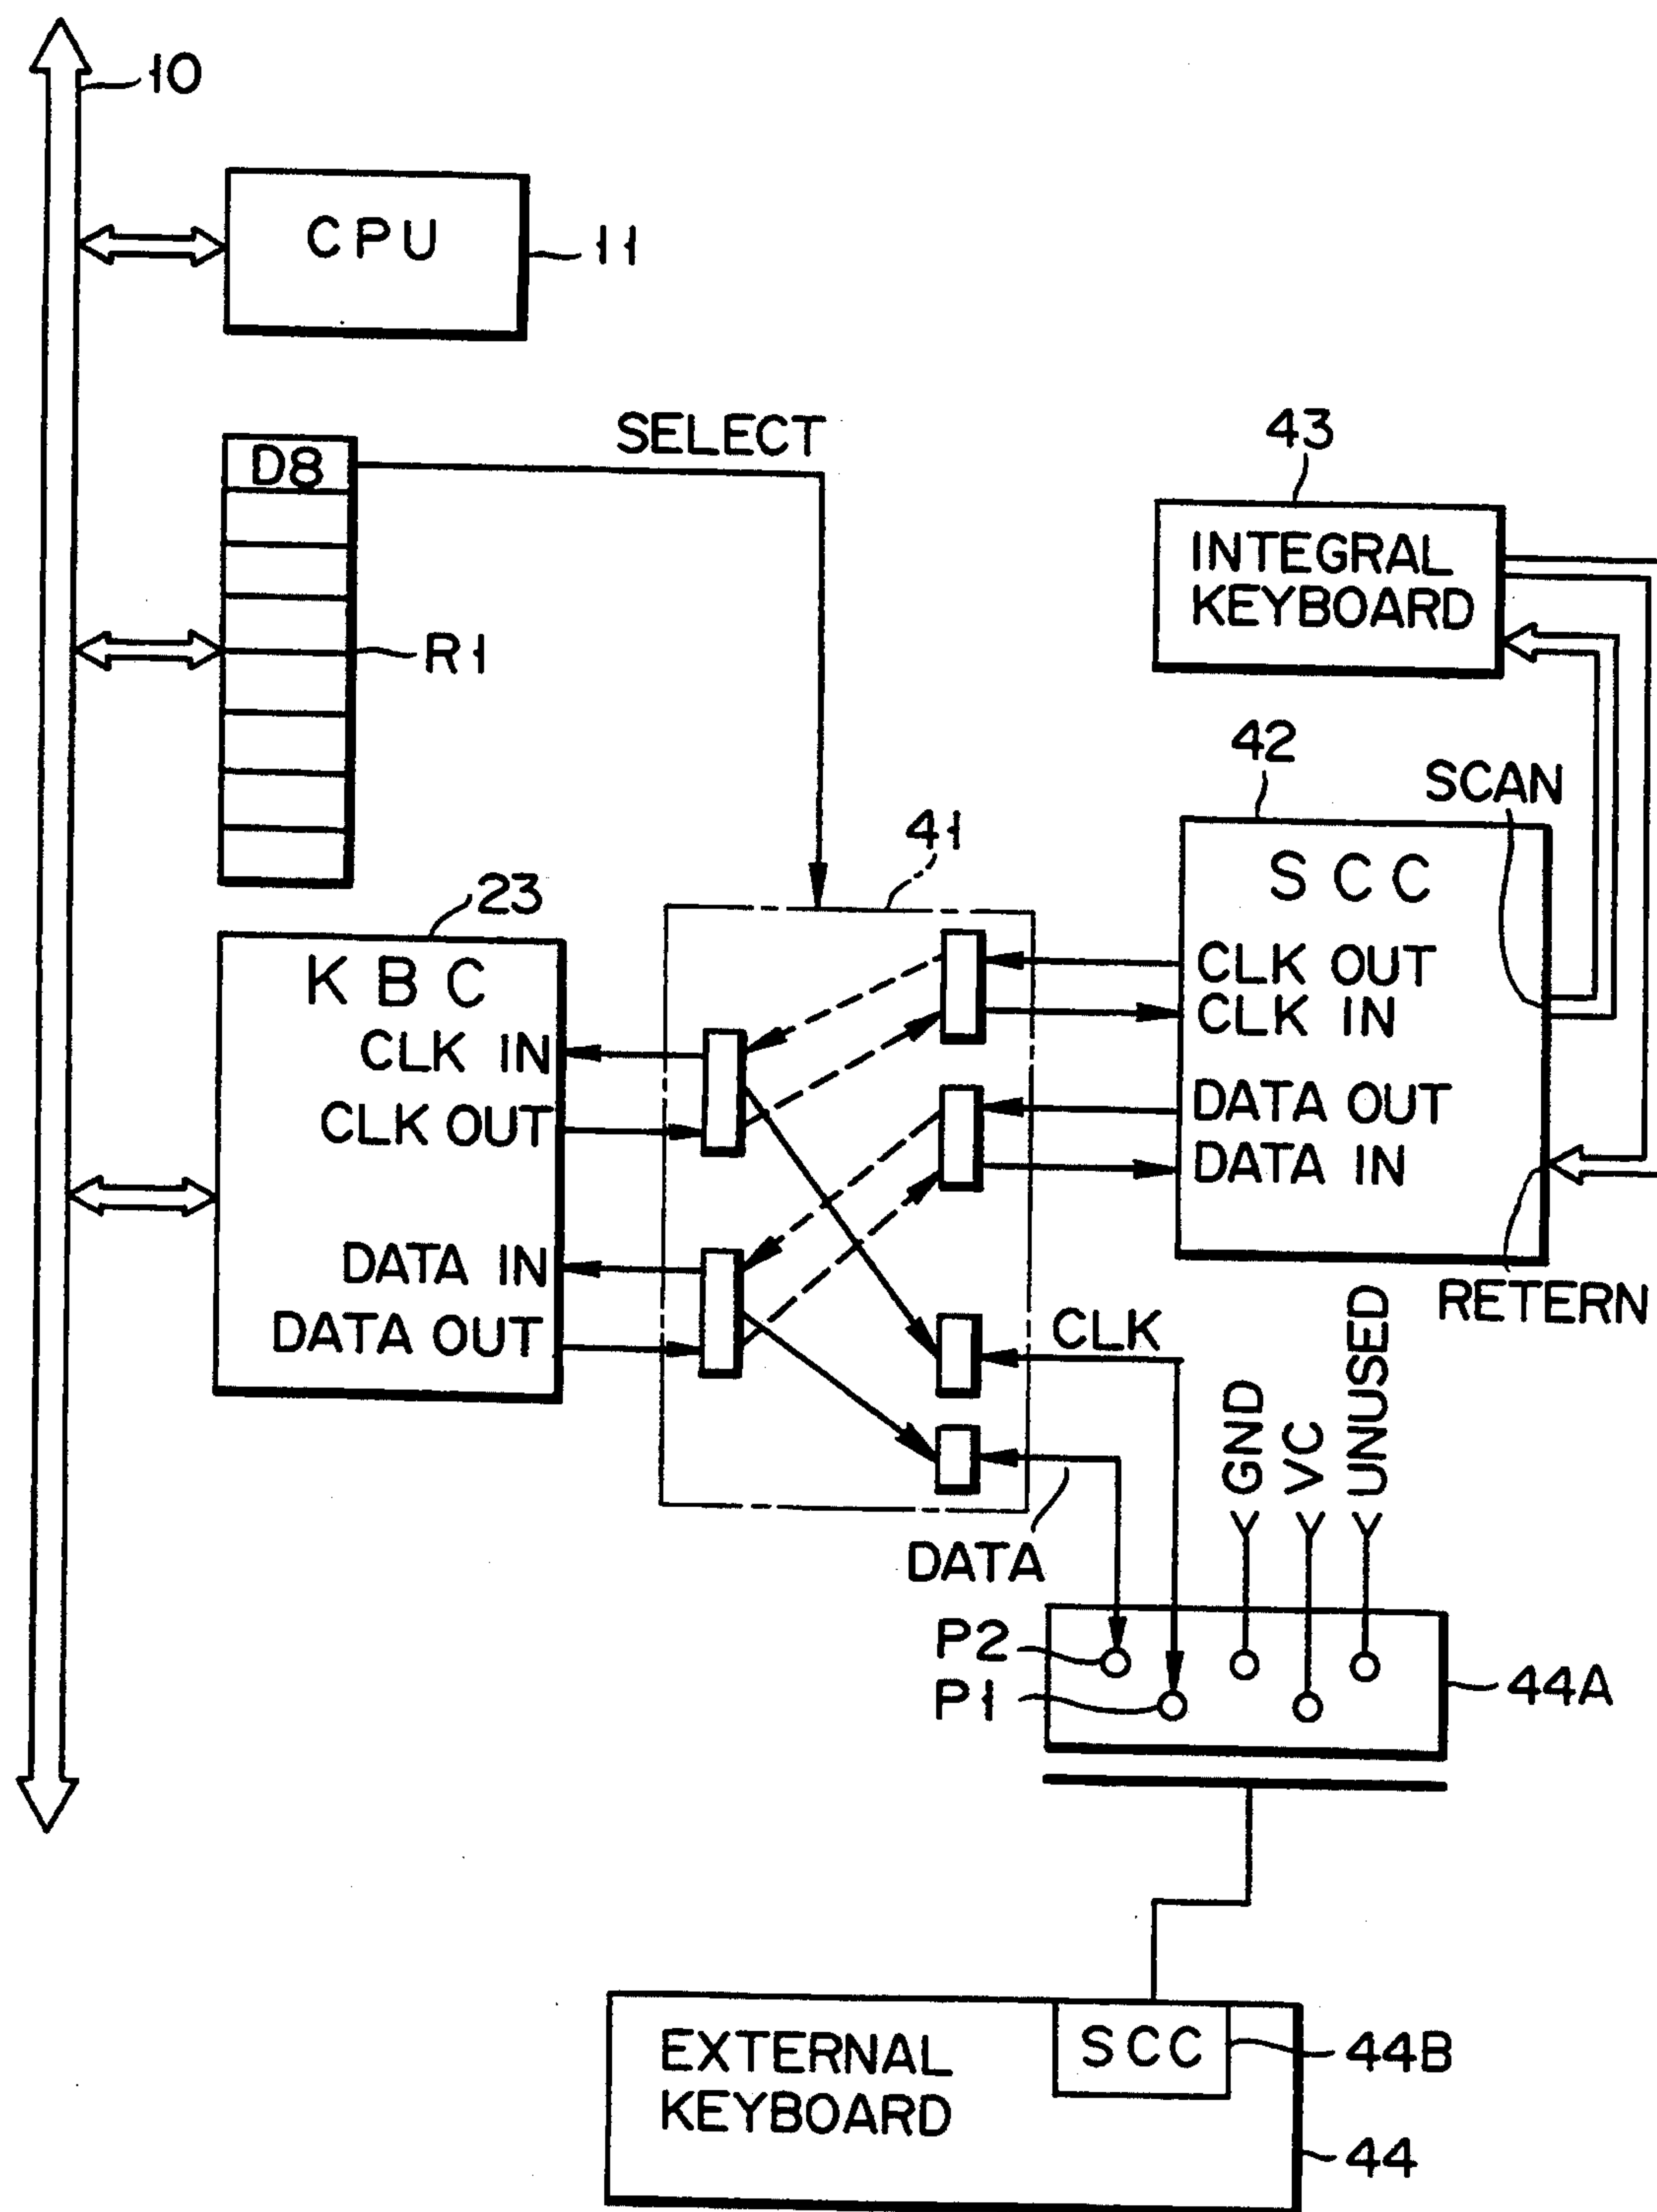 10
CPU
11
SELECT
D8
R1
43
INTEGRAL
KEYBOARD
42
SCAN
41
SCC
23
KBC
CLK OUT
CLK IN
CLK IN
CLK OUT
DATA OUT
DATA IN
DATA IN
DATA OUT
RETERN
CLK
GND
VC
UNUSED
DATA
P2
P1
44A
EXTERNAL
KEYBOARD
SCC
44B
44